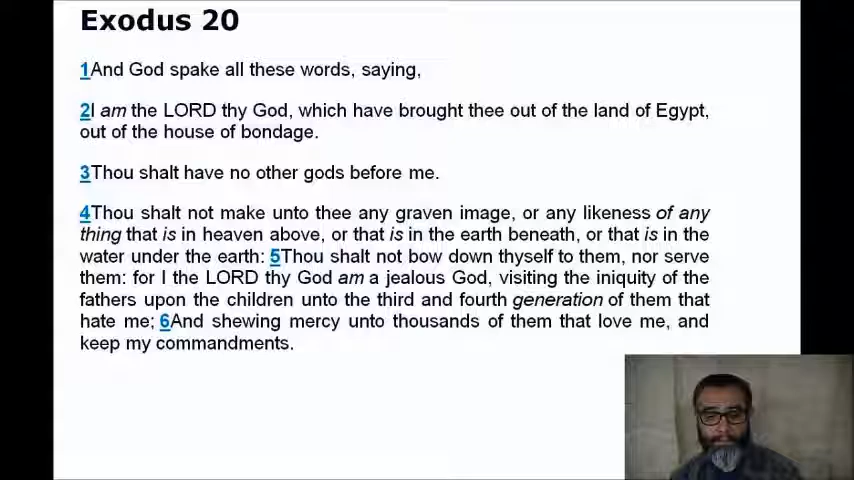 Exodus 20
1And God spake all these words, saying,
2I am the LORD thy God, which have brought thee out of the land of Egypt,
out of the house of bondage.
3Thou shalt have no other gods before me.
4Thou shalt not make unto thee any graven image, or any likeness of any
thing that is in heaven above, or that is in the earth beneath, or that is in the
water under the earth: 5Thou shalt not bow down thyself to them, nor serve
them: for I the LORD thy God am a jealous God, visiting the iniquity of the
fathers upon the children unto the third and fourth generation of them that
hate me; 6And shewing mercy unto thousands of them that love me, and
keep my commandments.